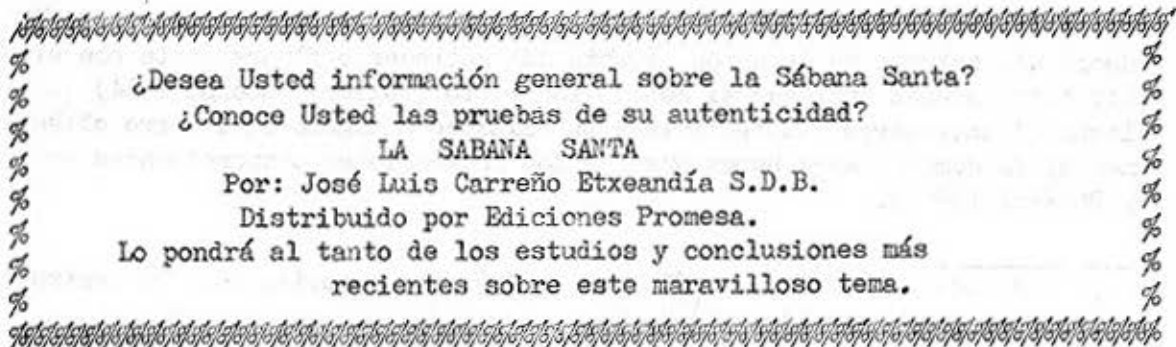 ¿Desea Usted información general sobre la Sábana Santa?
¿Conoce Usted las pruebas de su autenticidad?
LA SABANA SANTA
Por: José Luis Carreño Etxeandía S.D.B.
Distribuido por Ediciones Promesa.
Lo pondrá al tanto de los estudios y conclusiones más
recientes sobre este maravilloso tema.